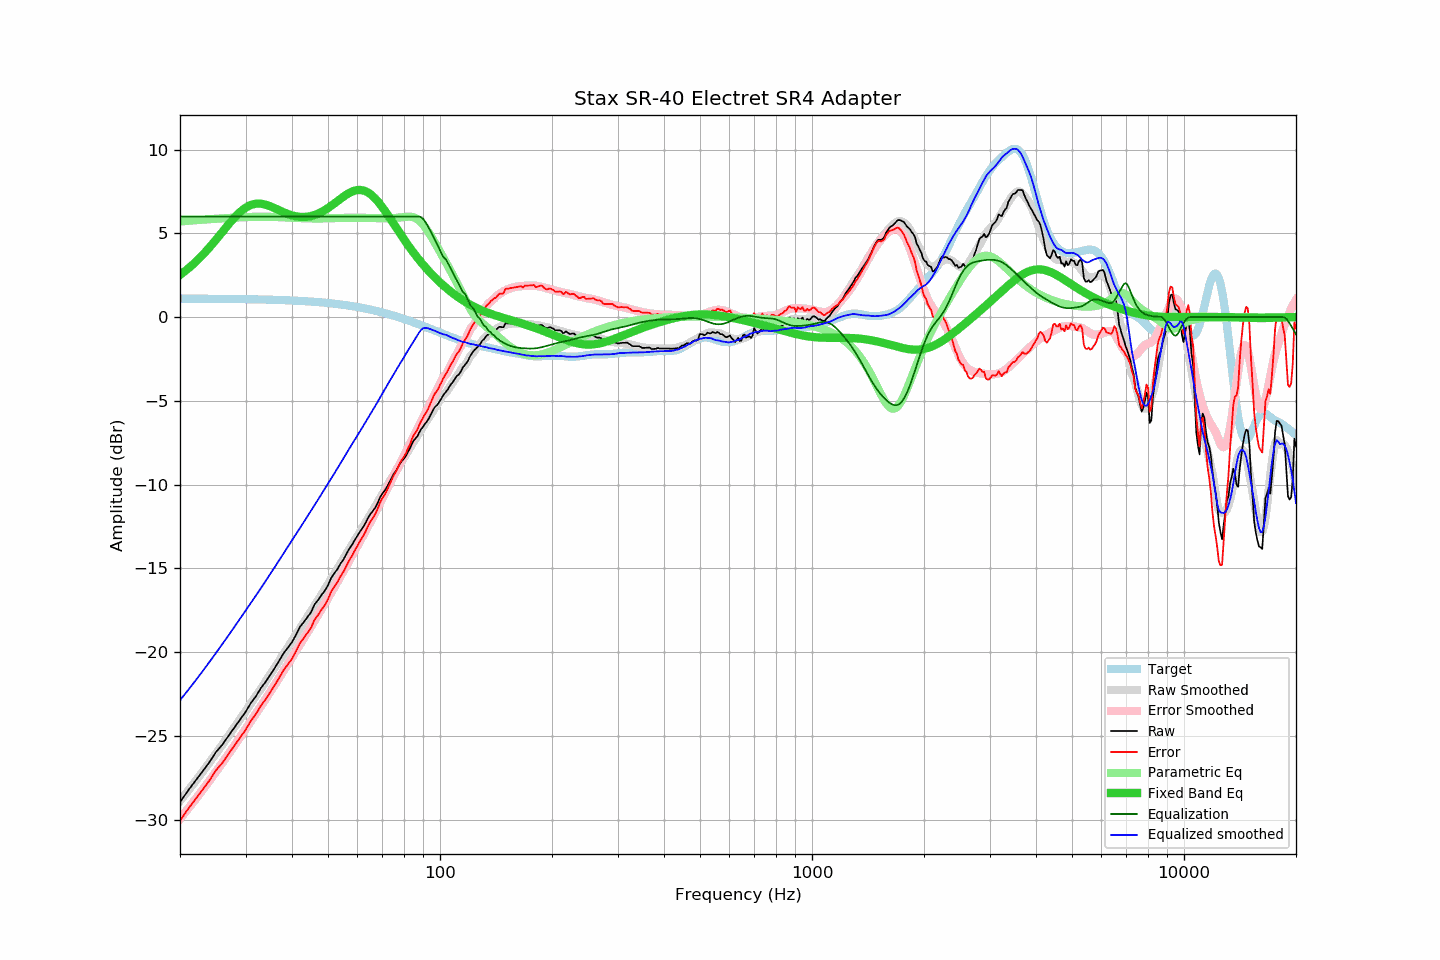 Stax SR-40 Electret SR4 Adapter
Amplitude (dBr)
10
5
0
−5
−10
−15
−20
−25
−30
100
1000
10000
Frequency (Hz)
Target
Raw Smoothed
Error Smoothed
Raw
Error
Parametric Eq
Fixed Band Eq
Equalization
Equalized smoothed